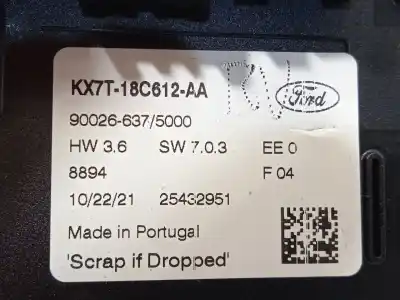 RV
KX7T-18C612-AA
Ford
90026-637/5000
HW 3.6 SW 7.0.3 EE 0
8894 F 04
10/22/21 25432951
Made in Portugal
'Scrap if Dropped'